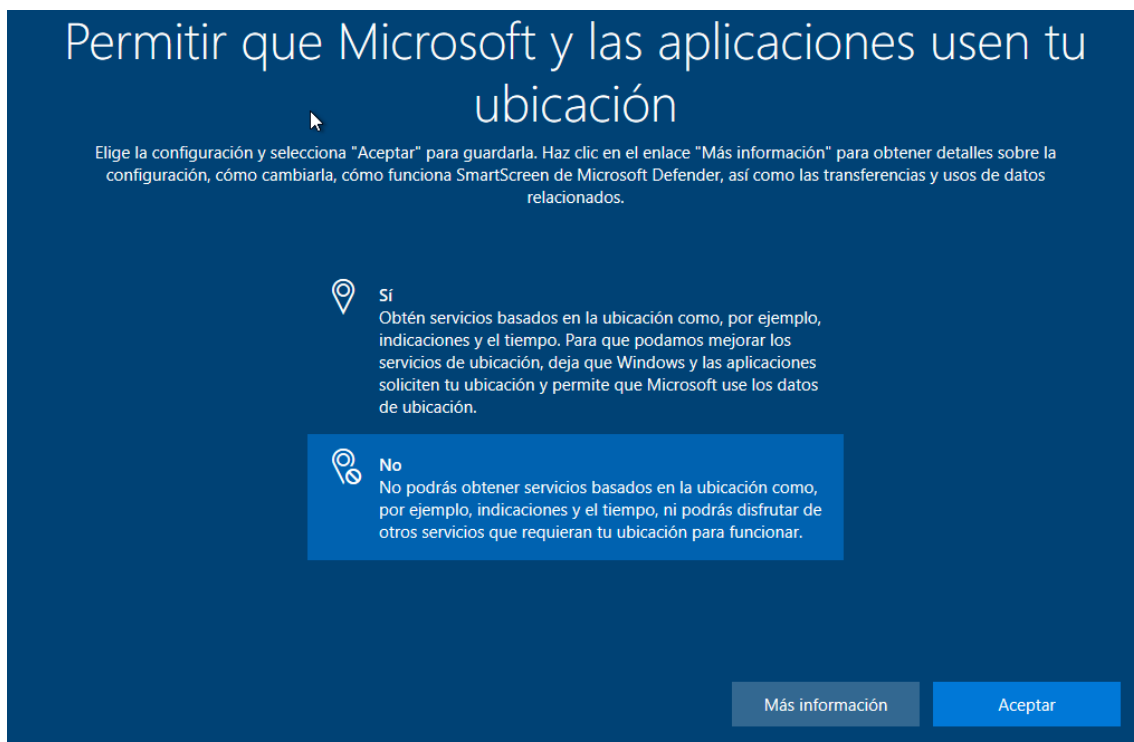 Permitir que Microsoft y las aplicaciones usen tu
ubicación
Elige la configuración y selecciona "Aceptar" para guardarla. Haz clic en el enlace "Más información" para obtener detalles sobre la
configuración, cómo cambiarla, cómo funciona SmartScreen de Microsoft Defender, así como las transferencias y usos de datos
relacionados.
Sí
Obtén servicios basados en la ubicación como, por ejemplo,
indicaciones y el tiempo. Para que podamos mejorar los
servicios de ubicación, deja que Windows y las aplicaciones
soliciten tu ubicación y permite que Microsoft use los datos
de ubicación.
No
No podrás obtener servicios basados en la ubicación como,
por ejemplo, indicaciones y el tiempo, ni podrás disfrutar de
otros servicios que requieran tu ubicación para funcionar.
Más información
Aceptar